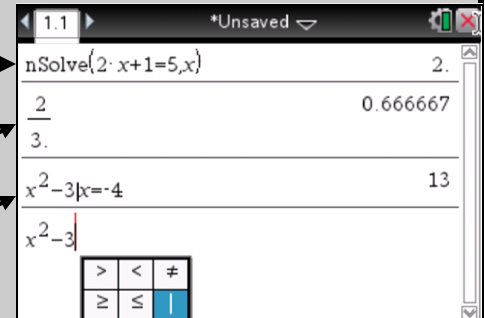 1.1 *Unsaved
nSolve(2·x+1=5,x) 2.
2/3. 0.666667
x²-3|x=-4 13
x²-3
> < ≠
≥ ≤ |